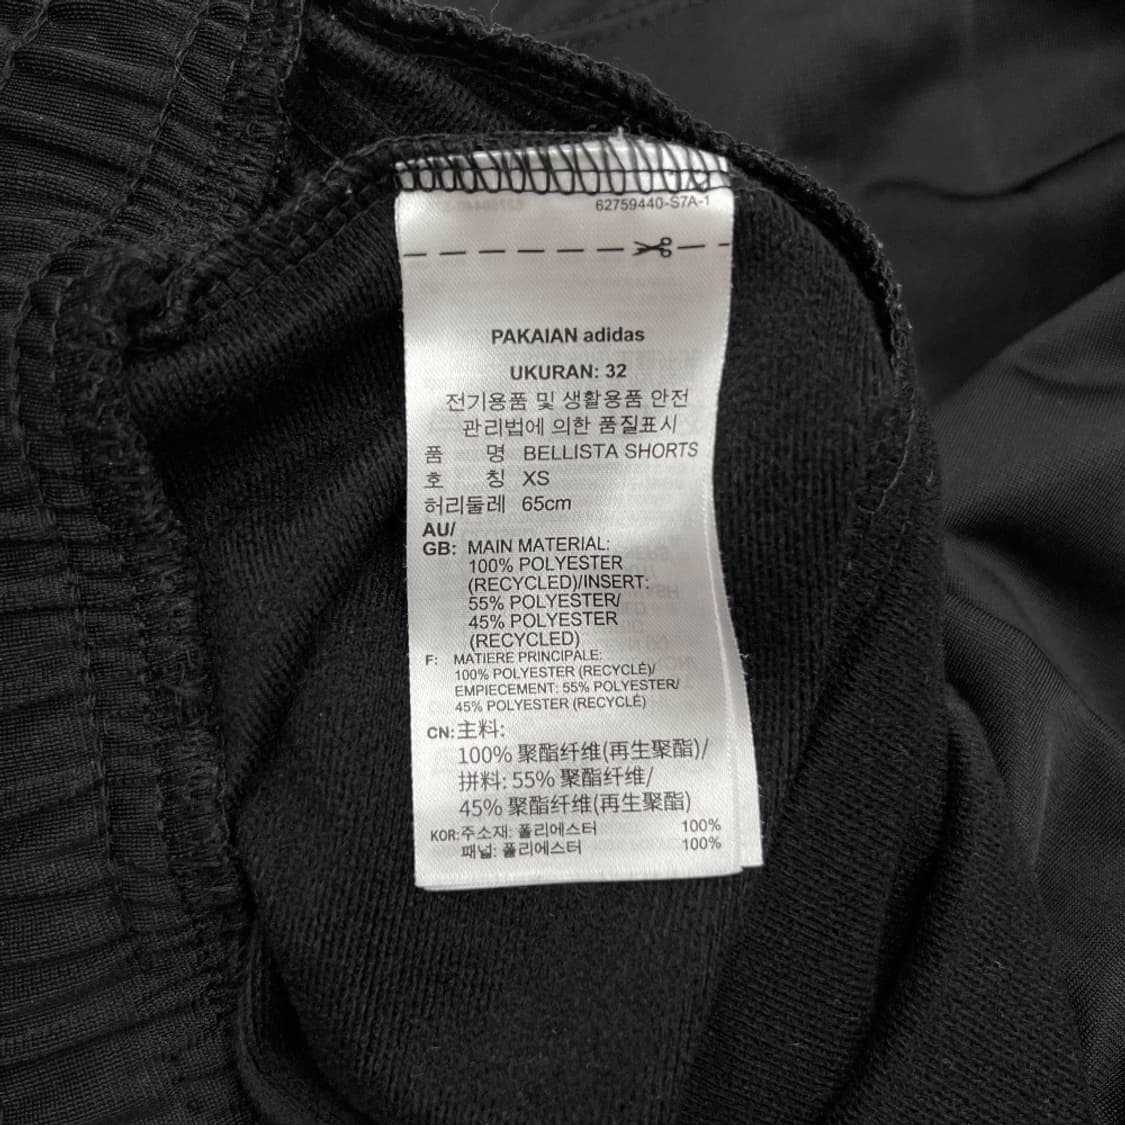 62759440-S7A-1
PAKAIAN adidas
UKURAN: 32
전기용품 및 생활용품 안전
관리법에 의한 품질표시
품 명 BELLISTA SHORTS
호 칭 XS
허리둘레 65cm
AU/
GB: MAIN MATERIAL:
100% POLYESTER
(RECYCLED)/INSERT:
55% POLYESTER/
45% POLYESTER
(RECYCLED)
F: MATIERE PRINCIPALE:
100% POLYESTER (RECYCLÉ)/
EMPIECEMENT: 55% POLYESTER/
45% POLYESTER (RECYCLÉ)
CN: 主料:
100% 聚酯纤维(再生聚酯)/
拼料: 55% 聚酯纤维/
45% 聚酯纤维(再生聚酯)
KOR: 주소재: 폴리에스터 100%
패널: 폴리에스터 100%